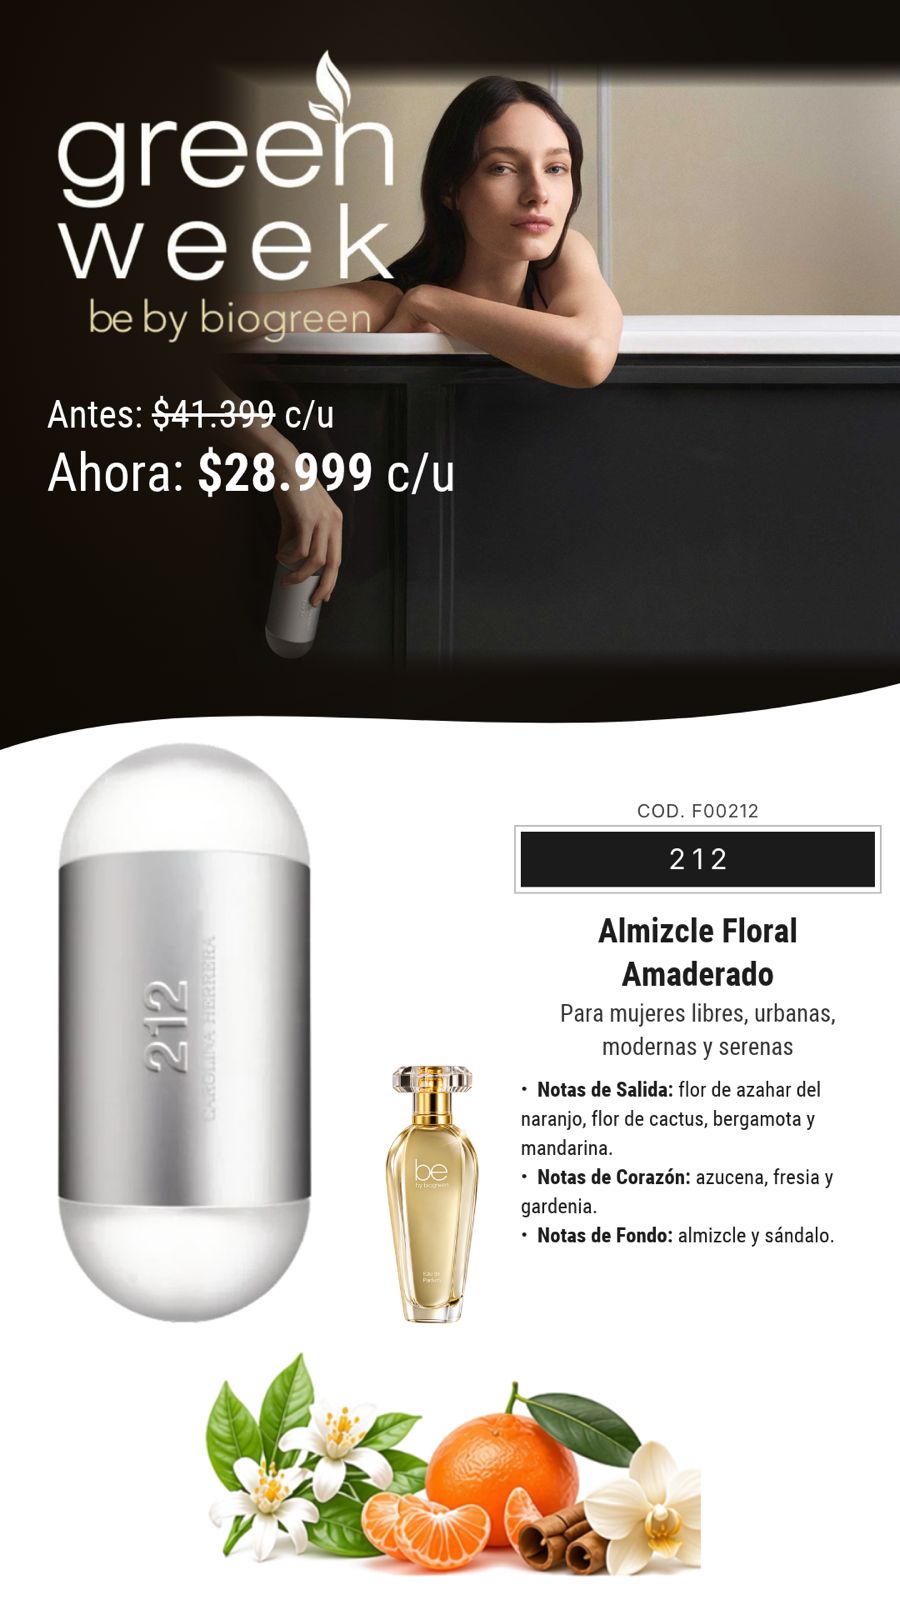 green
week
be by biogreen
Antes: $41.399 c/u
Ahora: $28.999 c/u
COD. F00212
212
Almizcle Floral
Amaderado
Para mujeres libres, urbanas,
modernas y serenas
• Notas de Salida: flor de azahar del
naranjo, flor de cactus, bergamota y
mandarina.
• Notas de Corazón: azucena, fresia y
gardenia.
• Notas de Fondo: almizcle y sándalo.
212
CAROLINA HERRERA
be
by biogreen
Eau de
Parfum